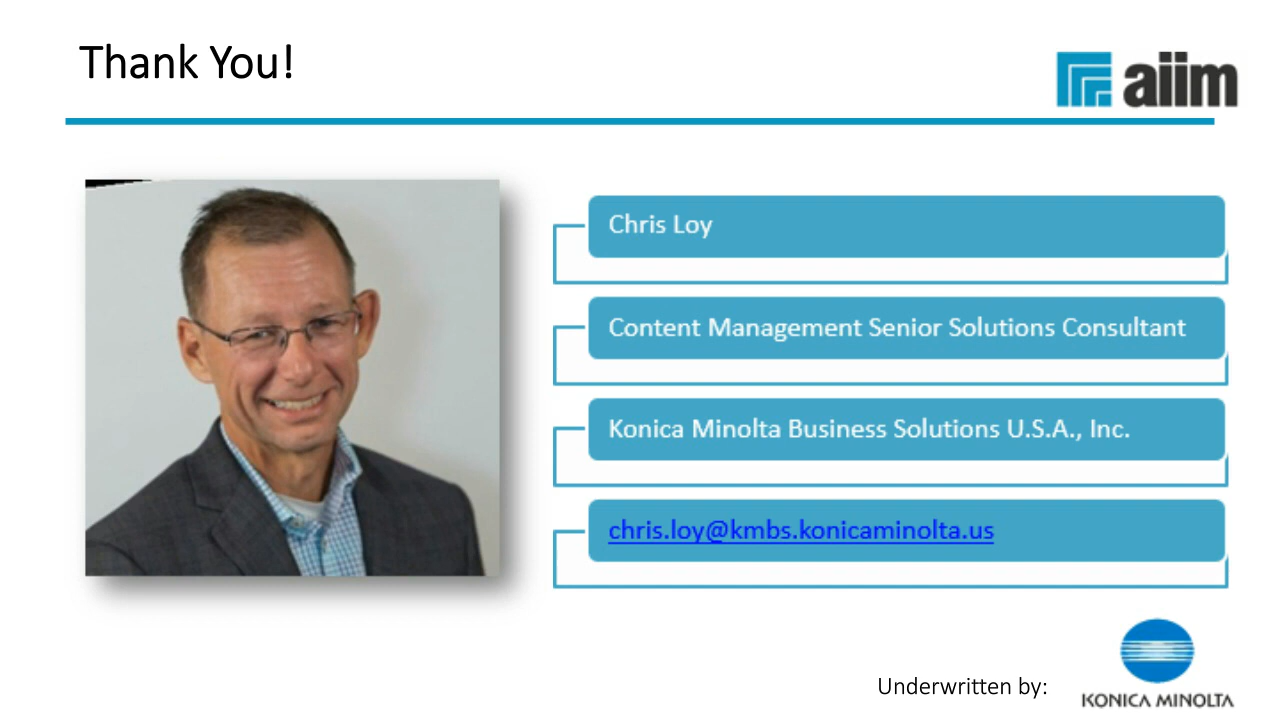 Thank You!
aiim
Chris Loy
Content Management Senior Solutions Consultant
Konica Minolta Business Solutions U.S.A., Inc.
chris.loy@kmbs.konicaminolta.us
Underwritten by:
KONICA MINOLTA